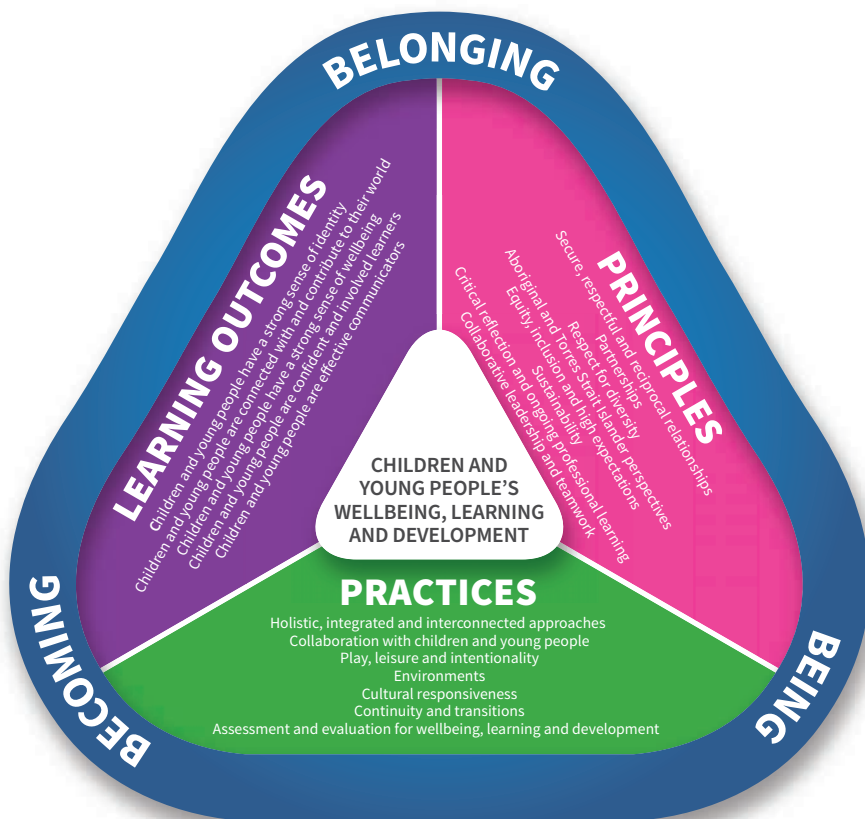 BELONGING
LEARNING OUTCOMES
Children and young people have a strong sense of identity
Children and young people are connected with and contribute to their world
Children and young people have a strong sense of wellbeing
Children and young people are confident and involved learners
Children and young people are effective communicators
PRINCIPLES
Secure, respectful and reciprocal relationships
Partnerships
Respect for diversity
Aboriginal and Torres Strait Islander perspectives
Equity, inclusion and high expectations
Sustainability
Critical reflection and ongoing professional learning
Collaborative leadership and teamwork
CHILDREN AND
YOUNG PEOPLE’S
WELLBEING, LEARNING
AND DEVELOPMENT
PRACTICES
Holistic, integrated and interconnected approaches
Collaboration with children and young people
Play, leisure and intentionality
Environments
Cultural responsiveness
Continuity and transitions
Assessment and evaluation for wellbeing, learning and development
BECOMING
BEING